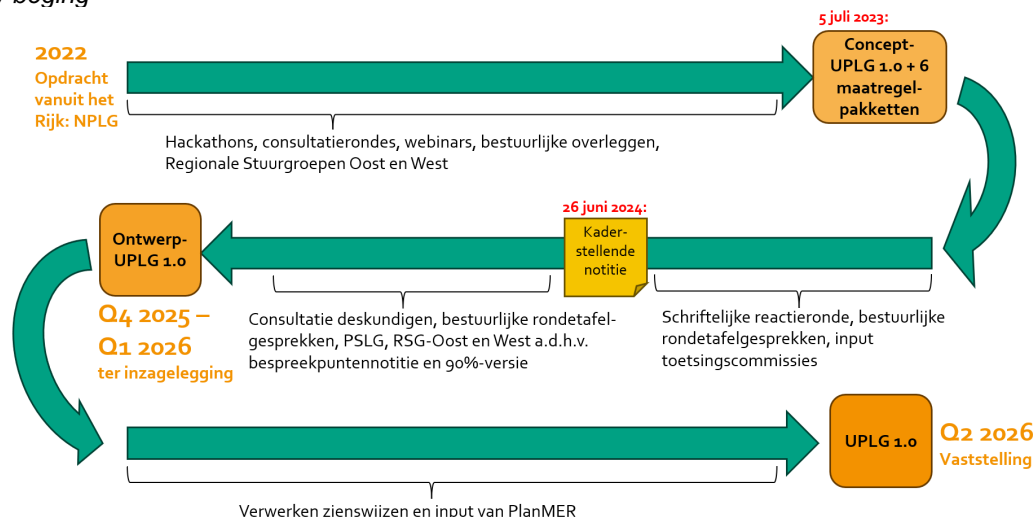 2022
Opdracht
vanuit het
Rijk: NPLG
5 juli 2023:
Concept-
UPLG 1.0 + 6
maatregel-
pakketten
Hackathons, consultatierondes, webinars, bestuurlijke overleggen,
Regionale Stuurgroepen Oost en West
26 juni 2024:
Kader-
stellende
notitie
Schriftelijke reactieronde, bestuurlijke
rondetafelgesprekken, input
toetsingscommissies
Consultatie deskundigen, bestuurlijke rondetafel-
gesprekken, PSLG, RSG-Oost en West a.d.h.v.
bespreekpuntennotitie en 90%-versie
Ontwerp-
UPLG 1.0
Q4 2025 –
Q1 2026
ter inzagelegging
UPLG 1.0
Q2 2026
Vaststelling
Verwerken zienswijzen en input van PlanMER